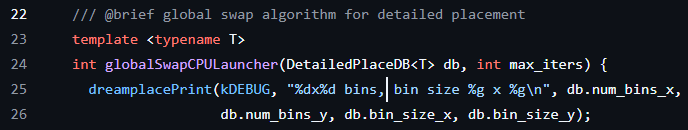 22 /// @brief global swap algorithm for detailed placement
23 template <typename T>
24 int globalSwapCPULauncher(DetailedPlaceDB<T> db, int max_iters) {
25 dreamplacePrint(kDEBUG, "%dx%d bins, bin size %g x %g\n", db.num_bins_x,
26 db.num_bins_y, db.bin_size_x, db.bin_size_y);